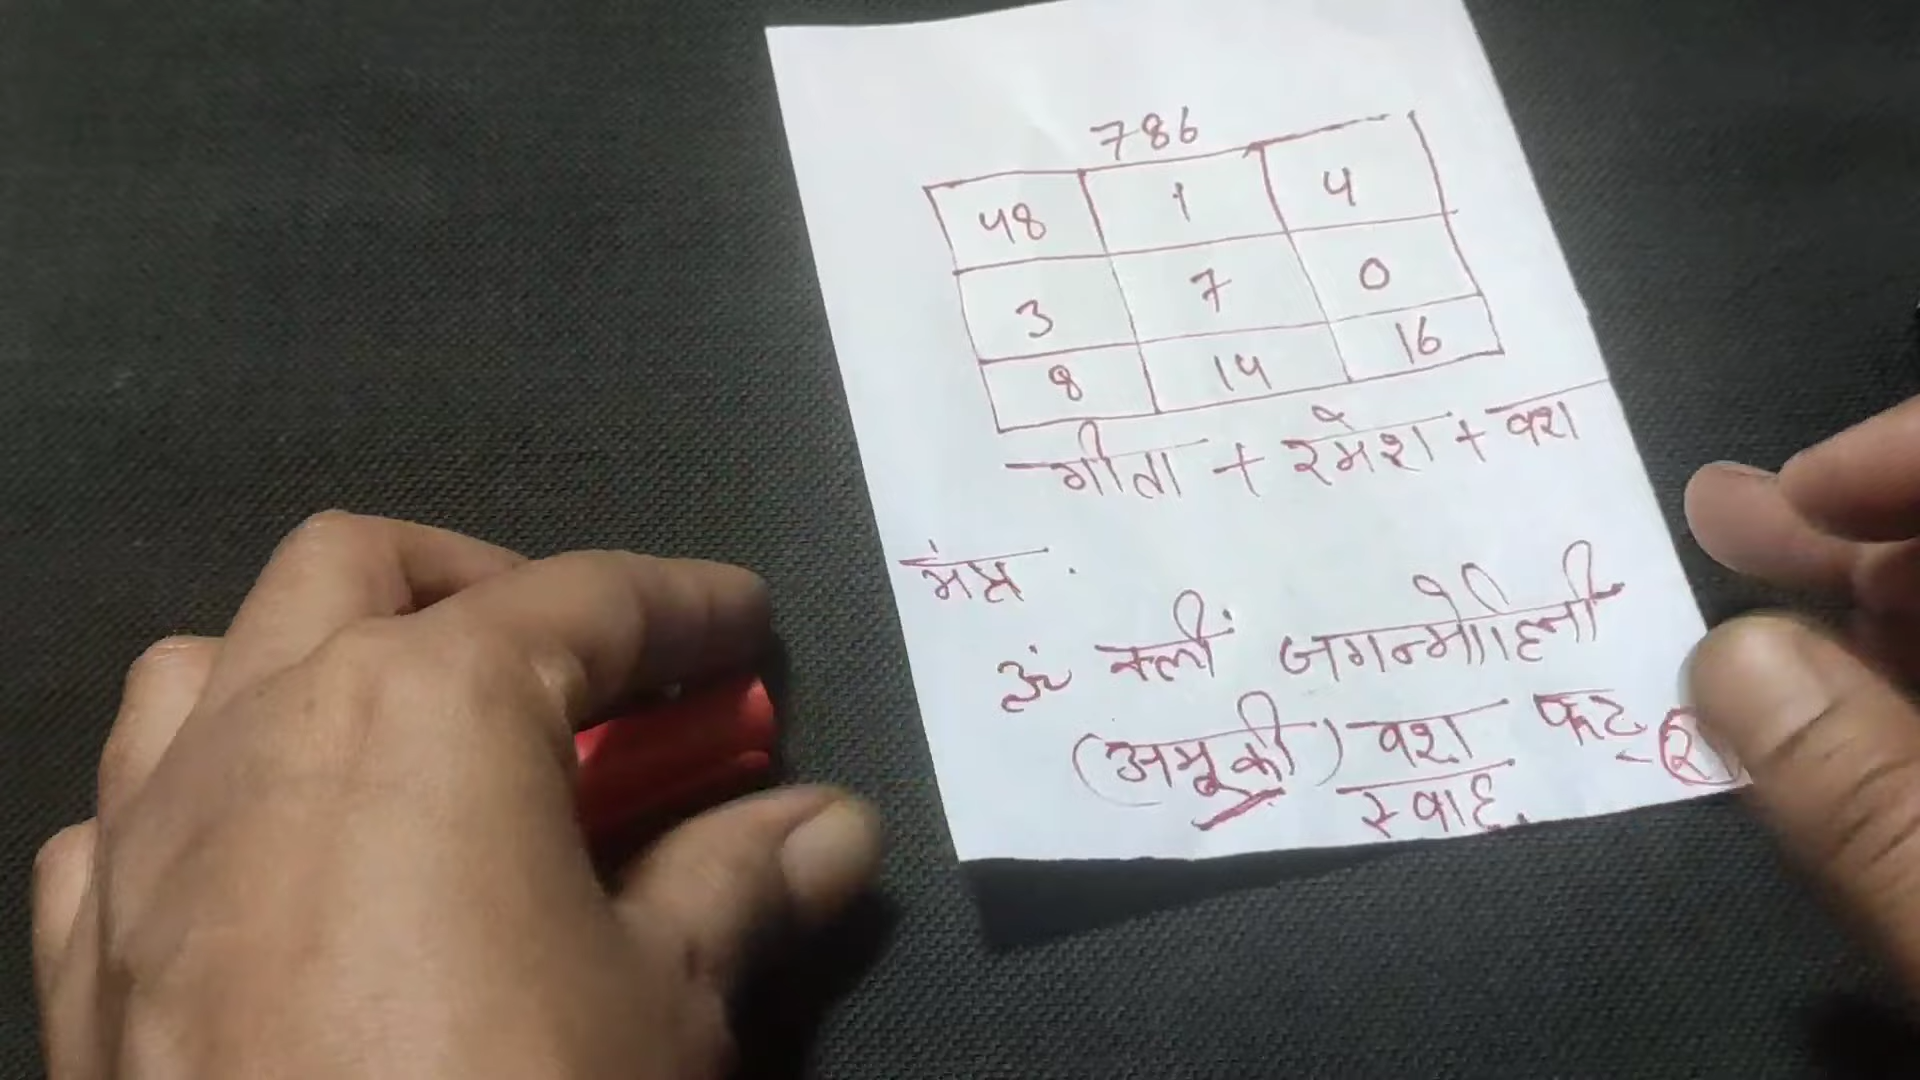 786
48 1 4
3 7 0
8 14 16
गीता + रमेश + वश
मंत्र
ॐ क्लीं जगन्मोहिनी
(अमूकी) वश फट
स्वाह